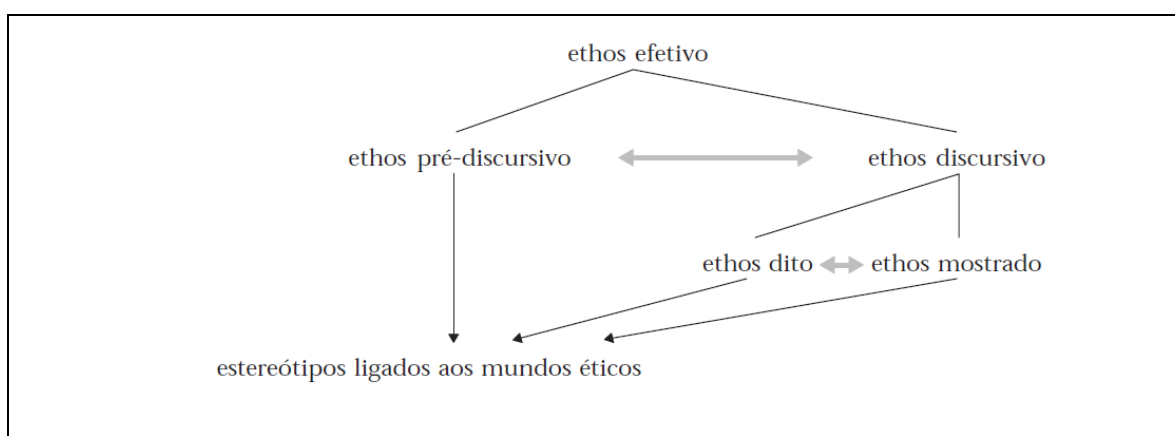 ethos efetivo
ethos pré-discursivo ethos discursivo
ethos dito ethos mostrado
estereótipos ligados aos mundos éticos